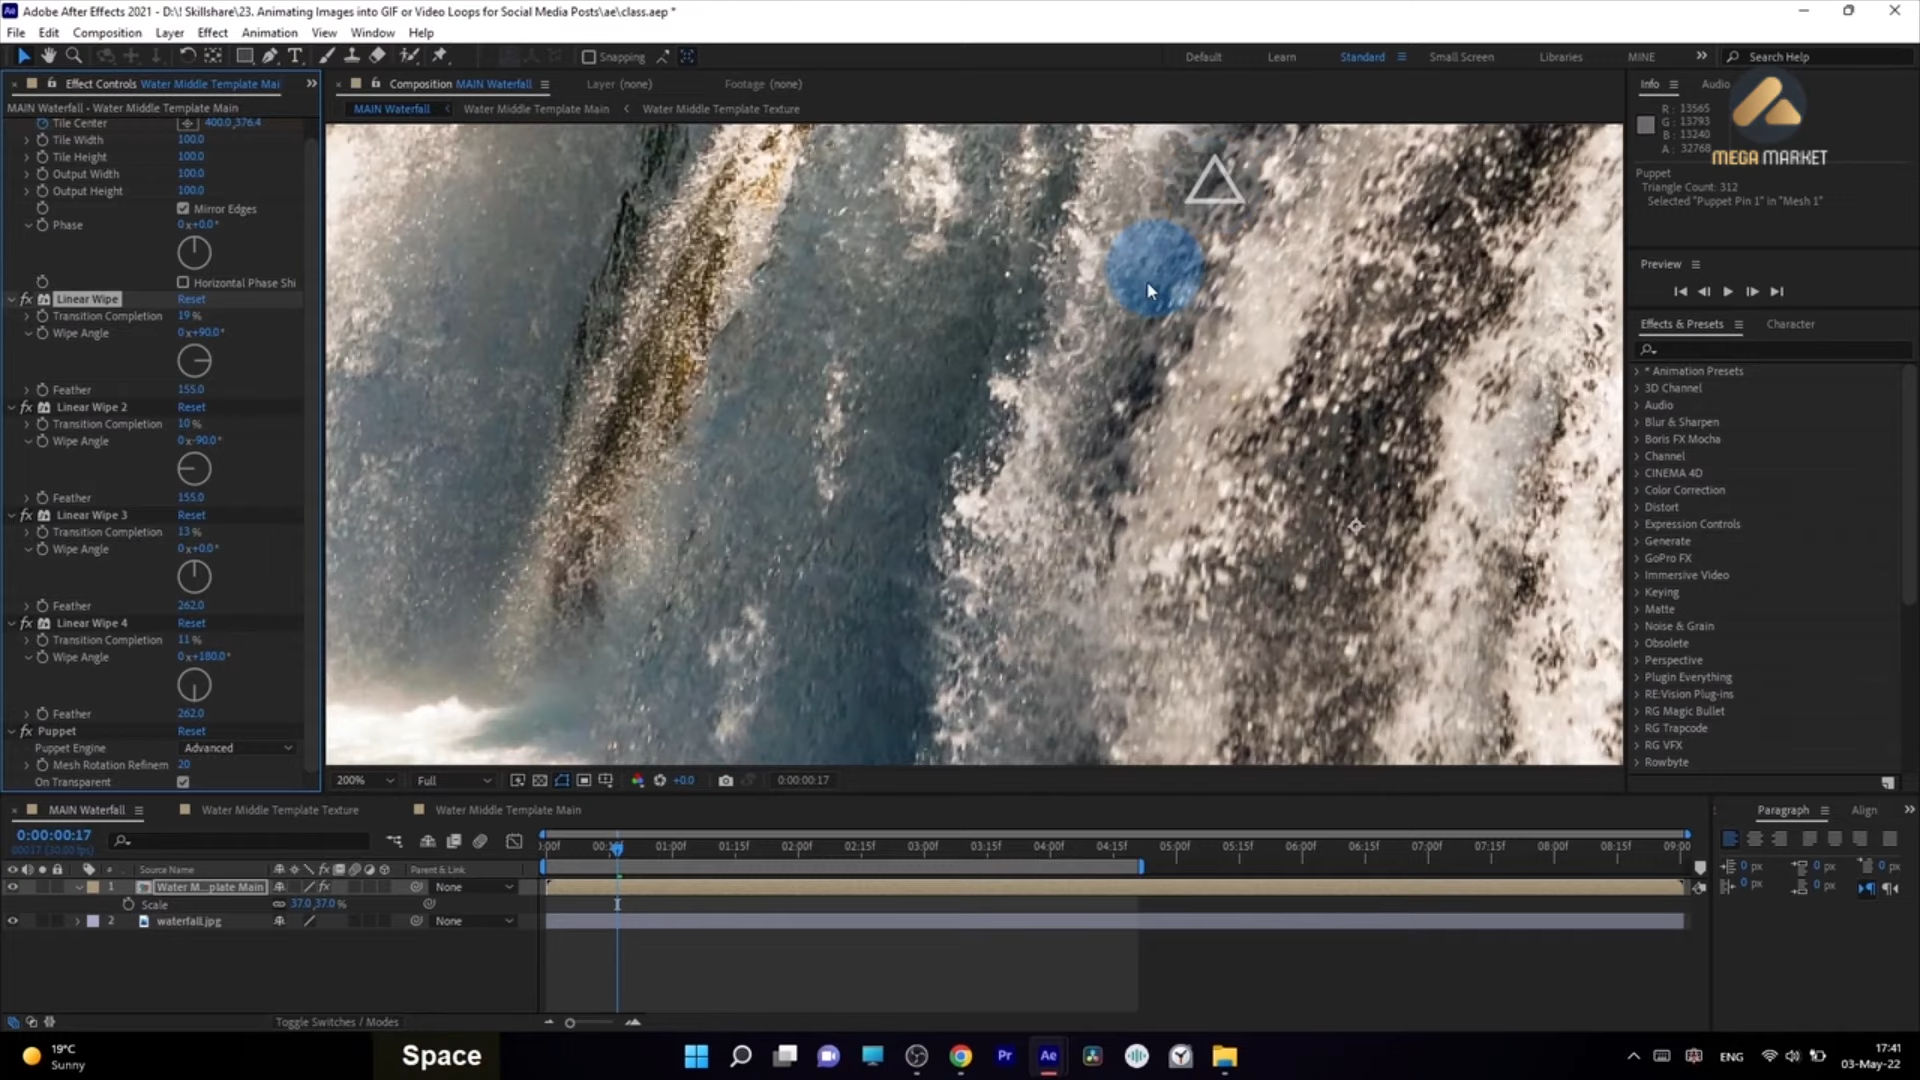 Adobe After Effects 2021 - D:\! Skillshare\23. Animating Images into GIF or Video Loops for Social Media Posts\ae\class.aep *
File Edit Composition Layer Effect Animation View Window Help
Snapping
Default Learn Standard Small Screen Libraries MINE Search Help
Effect Controls Water Middle Template Mai
Composition MAIN Waterfall
Layer (none)
Footage (none)
Info Audio
MAIN Waterfall - Water Middle Template Main
MAIN Waterfall Water Middle Template Main Water Middle Template Texture
Tile Center 400.0,376.4
Tile Width 100.0
Tile Height 100.0
Output Width 100.0
Output Height 100.0
Mirror Edges
Phase 0x+0.0°
Horizontal Phase Shi
Linear Wipe Reset
Transition Completion 19 %
Wipe Angle 0x+90.0°
Feather 155.0
Linear Wipe 2 Reset
Transition Completion 10 %
Wipe Angle 0x-90.0°
Feather 155.0
Linear Wipe 3 Reset
Transition Completion 13 %
Wipe Angle 0x+0.0°
Feather 262.0
Linear Wipe 4 Reset
Transition Completion 11 %
Wipe Angle 0x+180.0°
Feather 262.0
Puppet Reset
Puppet Engine Advanced
Mesh Rotation Refinem 20
On Transparent
R : 13565
G : 13793
B : 13240
A : 32768
MEGA MARKET
Puppet
Triangle Count: 312
Selected "Puppet Pin 1" in "Mesh 1"
Preview
Effects & Presets Character
* Animation Presets
3D Channel
Audio
Blur & Sharpen
Boris FX Mocha
Channel
CINEMA 4D
Color Correction
Distort
Expression Controls
Generate
GoPro FX
Immersive Video
Keying
Matte
Noise & Grain
Obsolete
Perspective
Plugin Everything
RE:Vision Plug-ins
RG Magic Bullet
RG Trapcode
RG VFX
Rowbyte
200% Full +0.0 0:00:00:17
MAIN Waterfall Water Middle Template Texture Water Middle Template Main
Paragraph Align
0:00:00:17
00017 (30.00 fps)
01:00f 01:15f 02:00f 02:15f 03:00f 03:15f 04:00f 04:15f 05:00f 05:15f 06:00f 06:15f 07:00f 07:15f 08:00f 08:15f 09:00
# Source Name Parent & Link
1 Water M...plate Main None
Scale 37.0,37.0 %
2 waterfall.jpg None
0 px 0 px 0 px
0 px 0 px
Toggle Switches / Modes
19°C
Sunny
Space
Pr
Ae
ENG
17:41
03-May-22